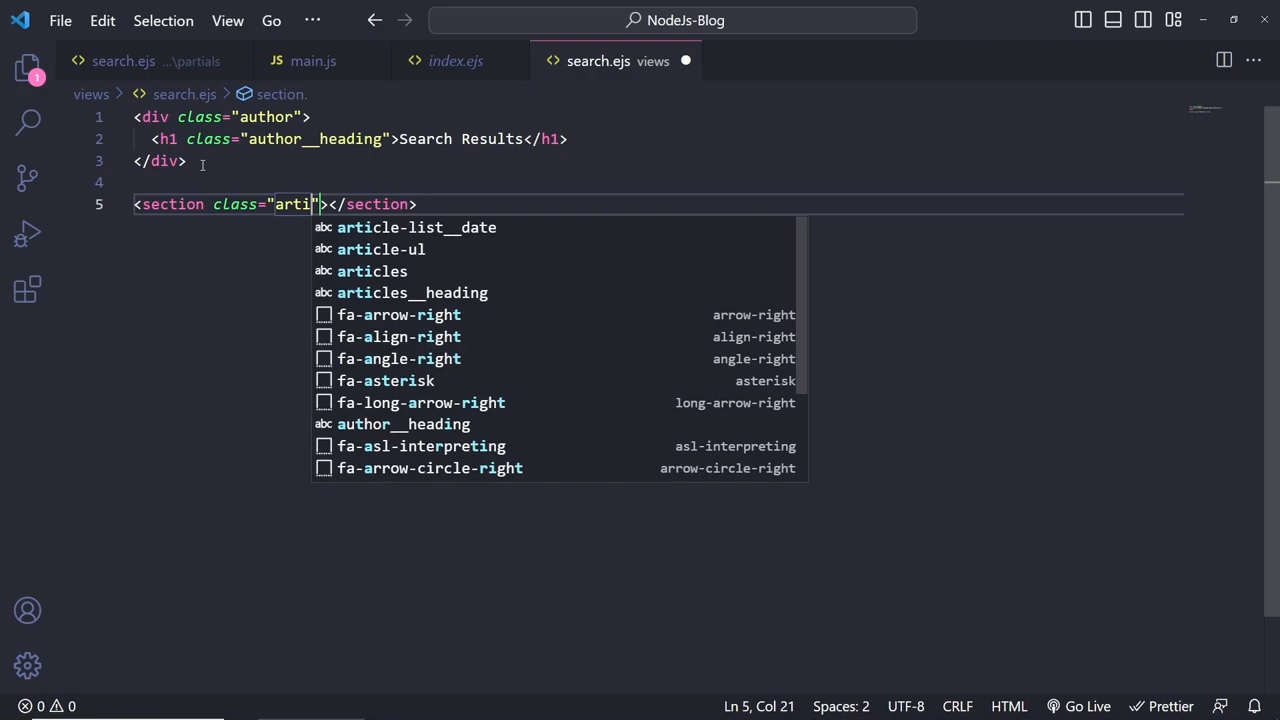 File Edit Selection View Go ··· NodeJs-Blog
search.ejs ...\partials main.js index.ejs search.ejs views
1
views search.ejs section.
1 <div class="author">
2 <h1 class="author__heading">Search Results</h1>
3 </div>
4
5 <section class="arti"></section>
article-list__date
article-ul
articles
articles__heading
fa-arrow-right arrow-right
fa-align-right align-right
fa-angle-right angle-right
fa-asterisk asterisk
fa-long-arrow-right long-arrow-right
author__heading
fa-asl-interpreting asl-interpreting
fa-arrow-circle-right arrow-circle-right
0 0 Ln 5, Col 21 Spaces: 2 UTF-8 CRLF HTML Go Live Prettier